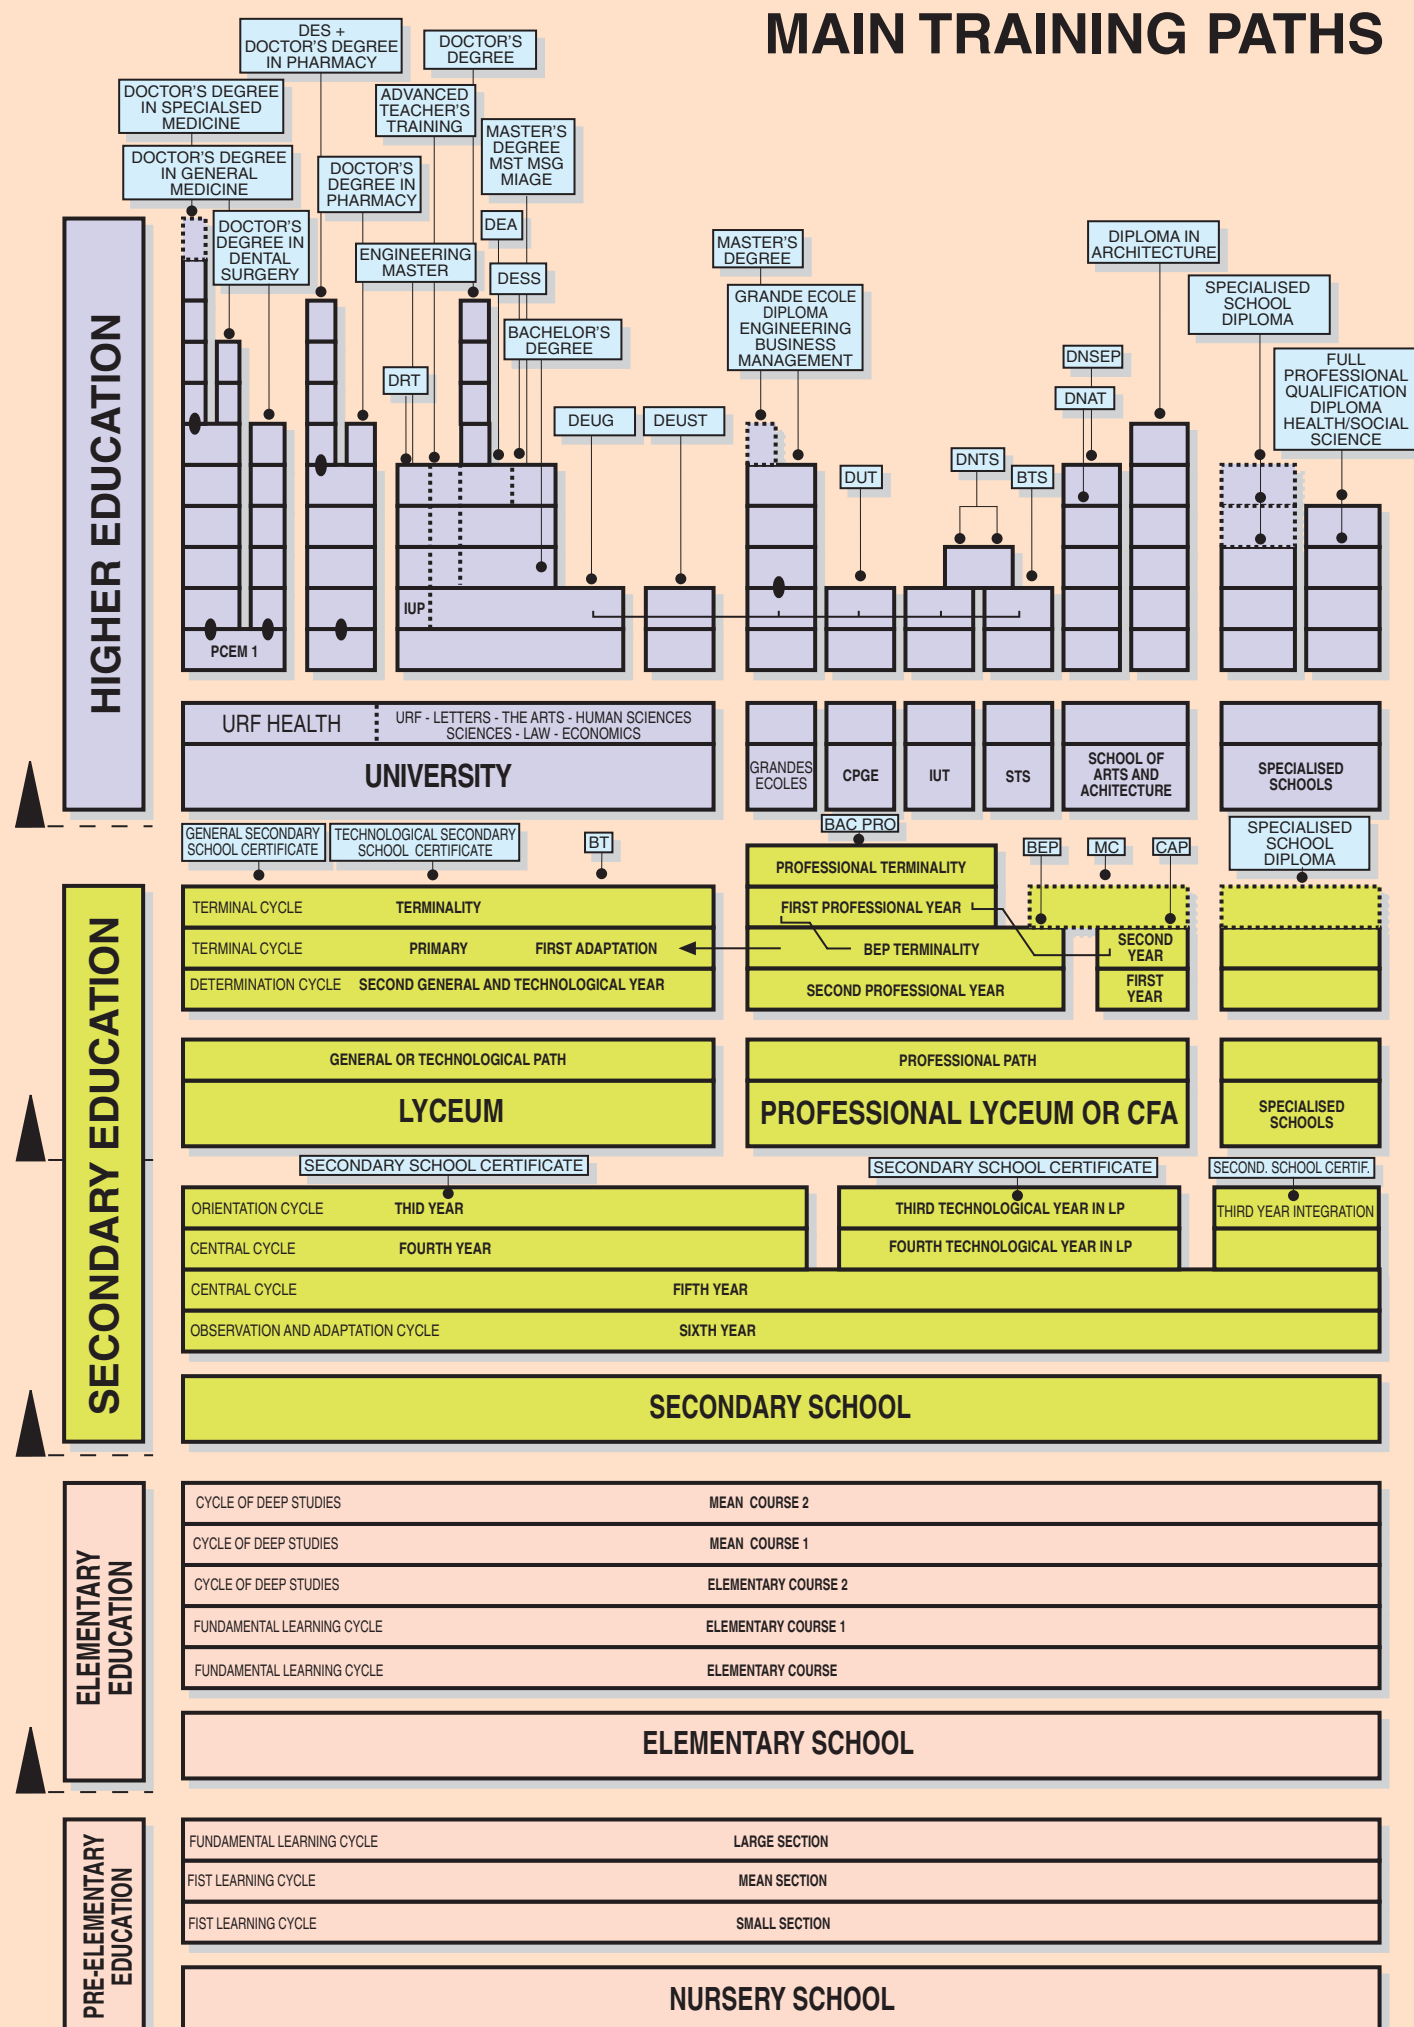 MAIN TRAINING PATHS
DES +
DOCTOR'S DEGREE
IN PHARMACY
DOCTOR'S
DEGREE
DOCTOR'S DEGREE
IN SPECIALSED
MEDICINE
ADVANCED
TEACHER'S
TRAINING
MASTER'S
DEGREE
MST MSG
MIAGE
DOCTOR'S DEGREE
IN GENERAL
MEDICINE
DOCTOR'S
DEGREE IN
PHARMACY
DOCTOR'S
DEGREE IN
DENTAL
SURGERY
DEA
ENGINEERING
MASTER
DESS
BACHELOR'S
DEGREE
DRT
DEUG
DEUST
MASTER'S
DEGREE
GRANDE ECOLE
DIPLOMA
ENGINEERING
BUSINESS
MANAGEMENT
DUT
DNTS
BTS
DNSEP
DNAT
DIPLOMA IN
ARCHITECTURE
SPECIALISED
SCHOOL
DIPLOMA
FULL
PROFESSIONAL
QUALIFICATION
DIPLOMA
HEALTH/SOCIAL
SCIENCE
HIGHER EDUCATION
IUP
PCEM 1
URF HEALTH
URF - LETTERS - THE ARTS - HUMAN SCIENCES
SCIENCES - LAW - ECONOMICS
UNIVERSITY
GRANDES
ECOLES
CPGE
IUT
STS
SCHOOL OF
ARTS AND
ACHITECTURE
SPECIALISED
SCHOOLS
GENERAL SECONDARY
SCHOOL CERTIFICATE
TECHNOLOGICAL SECONDARY
SCHOOL CERTIFICATE
BT
BAC PRO
BEP
MC
CAP
SPECIALISED
SCHOOL
DIPLOMA
SECONDARY EDUCATION
PROFESSIONAL TERMINALITY
TERMINAL CYCLE TERMINALITY
FIRST PROFESSIONAL YEAR
TERMINAL CYCLE PRIMARY FIRST ADAPTATION
BEP TERMINALITY
SECOND
YEAR
DETERMINATION CYCLE SECOND GENERAL AND TECHNOLOGICAL YEAR
SECOND PROFESSIONAL YEAR
FIRST
YEAR
GENERAL OR TECHNOLOGICAL PATH
PROFESSIONAL PATH
LYCEUM
PROFESSIONAL LYCEUM OR CFA
SPECIALISED
SCHOOLS
SECONDARY SCHOOL CERTIFICATE
SECONDARY SCHOOL CERTIFICATE
SECOND. SCHOOL CERTIF.
ORIENTATION CYCLE THID YEAR
THIRD TECHNOLOGICAL YEAR IN LP
THIRD YEAR INTEGRATION
CENTRAL CYCLE FOURTH YEAR
FOURTH TECHNOLOGICAL YEAR IN LP
CENTRAL CYCLE FIFTH YEAR
OBSERVATION AND ADAPTATION CYCLE SIXTH YEAR
SECONDARY SCHOOL
ELEMENTARY
EDUCATION
CYCLE OF DEEP STUDIES MEAN COURSE 2
CYCLE OF DEEP STUDIES MEAN COURSE 1
CYCLE OF DEEP STUDIES ELEMENTARY COURSE 2
FUNDAMENTAL LEARNING CYCLE ELEMENTARY COURSE 1
FUNDAMENTAL LEARNING CYCLE ELEMENTARY COURSE
ELEMENTARY SCHOOL
PRE-ELEMENTARY
EDUCATION
FUNDAMENTAL LEARNING CYCLE LARGE SECTION
FIST LEARNING CYCLE MEAN SECTION
FIST LEARNING CYCLE SMALL SECTION
NURSERY SCHOOL